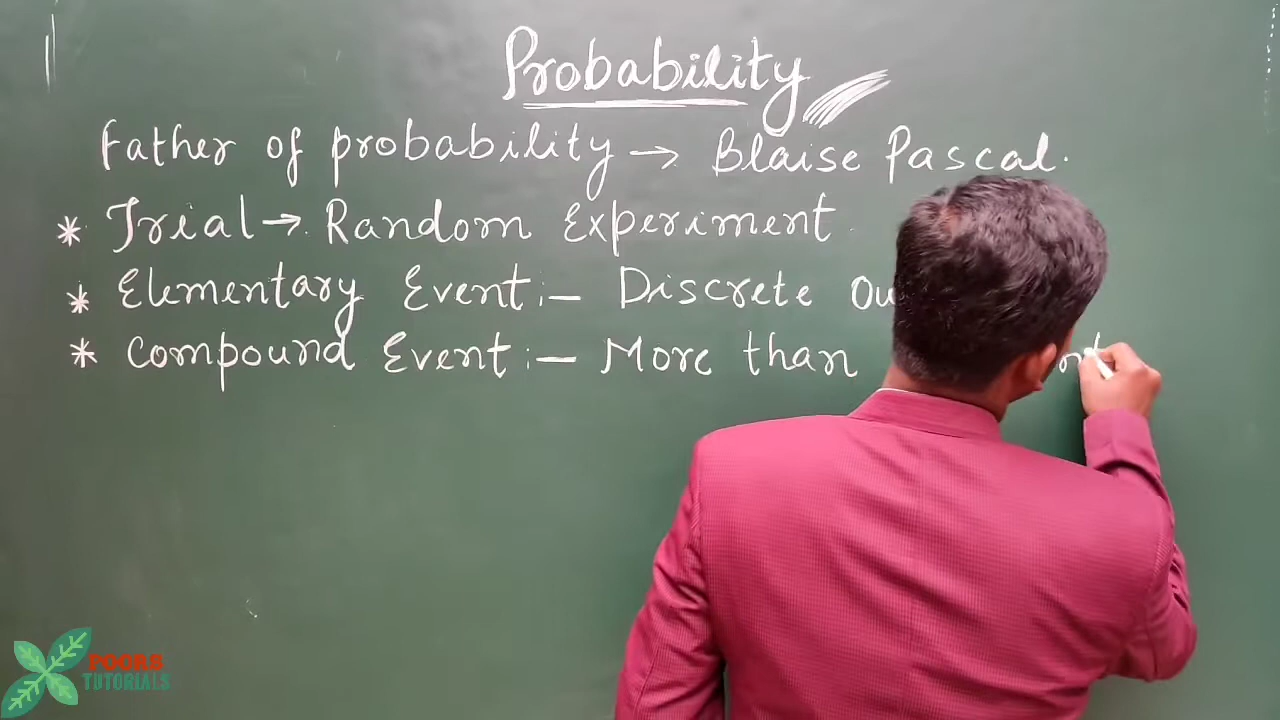 Probability
Father of probability → Blaise Pascal.
* Trial → Random Experiment
* Elementary Event :- Discrete
* Compound Event :- More than
POORS
TUTORIALS